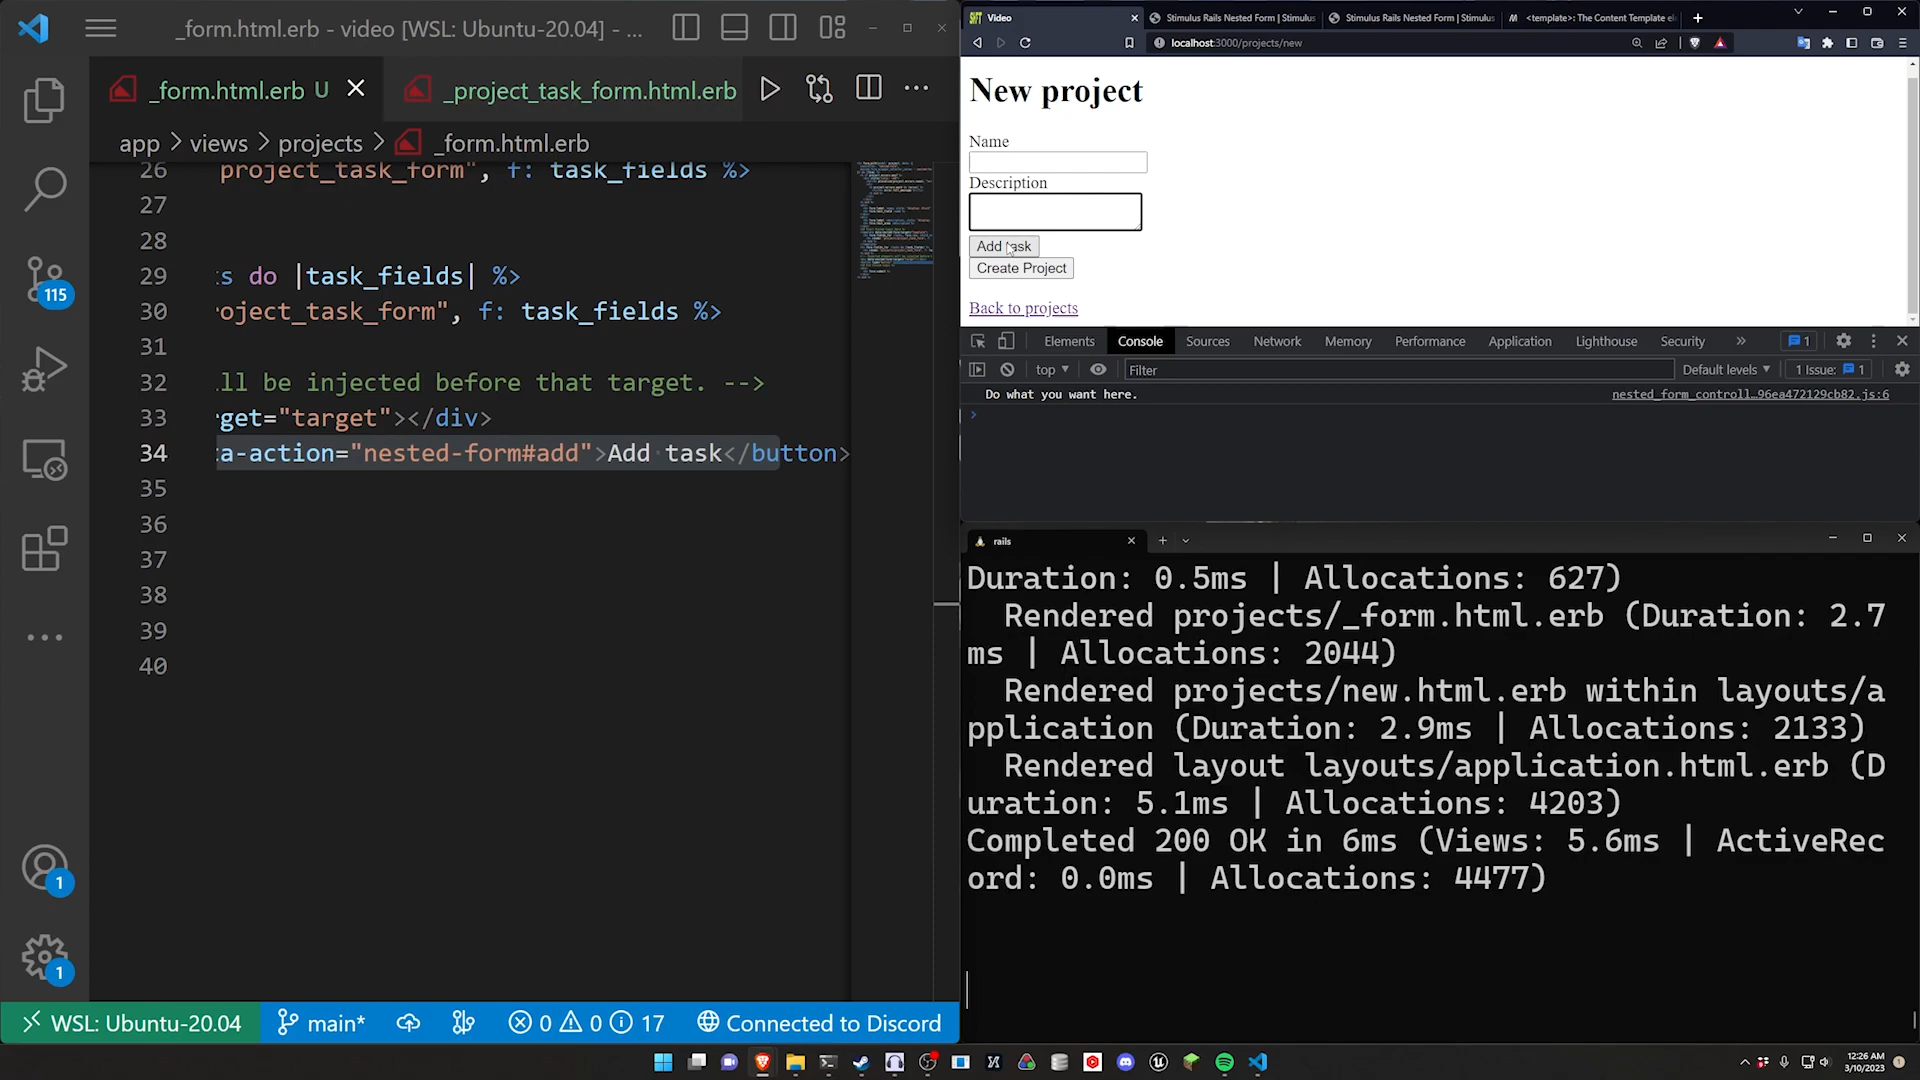 _form.html.erb - video [WSL: Ubuntu-20.04] - ...
_form.html.erb U
_project_task_form.html.erb
app > views > projects > _form.html.erb
26 project_task_form", f: task_fields %>
27
28
29 s do |task_fields| %>
30 roject_task_form", f: task_fields %>
31
32 ll be injected before that target. -->
33 rget="target"></div>
34 a-action="nested-form#add">Add task</button>
35
36
37
38
39
40
115
1
1
WSL: Ubuntu-20.04 main* 0 0 17 Connected to Discord
Video
Stimulus Rails Nested Form | Stimulus
Stimulus Rails Nested Form | Stimulus
<template>: The Content Template el
localhost:3000/projects/new
New project
Name
Description
Add task
Create Project
Back to projects
Elements Console Sources Network Memory Performance Application Lighthouse Security » 1
top Filter Default levels 1 Issue: 1
Do what you want here. nested_form_controll…96ea472129cb82.js:6
rails
Duration: 0.5ms | Allocations: 627)
Rendered projects/_form.html.erb (Duration: 2.7
ms | Allocations: 2044)
Rendered projects/new.html.erb within layouts/a
pplication (Duration: 2.9ms | Allocations: 2133)
Rendered layout layouts/application.html.erb (D
uration: 5.1ms | Allocations: 4203)
Completed 200 OK in 6ms (Views: 5.6ms | ActiveRec
ord: 0.0ms | Allocations: 4477)
12:26 AM
3/10/2023